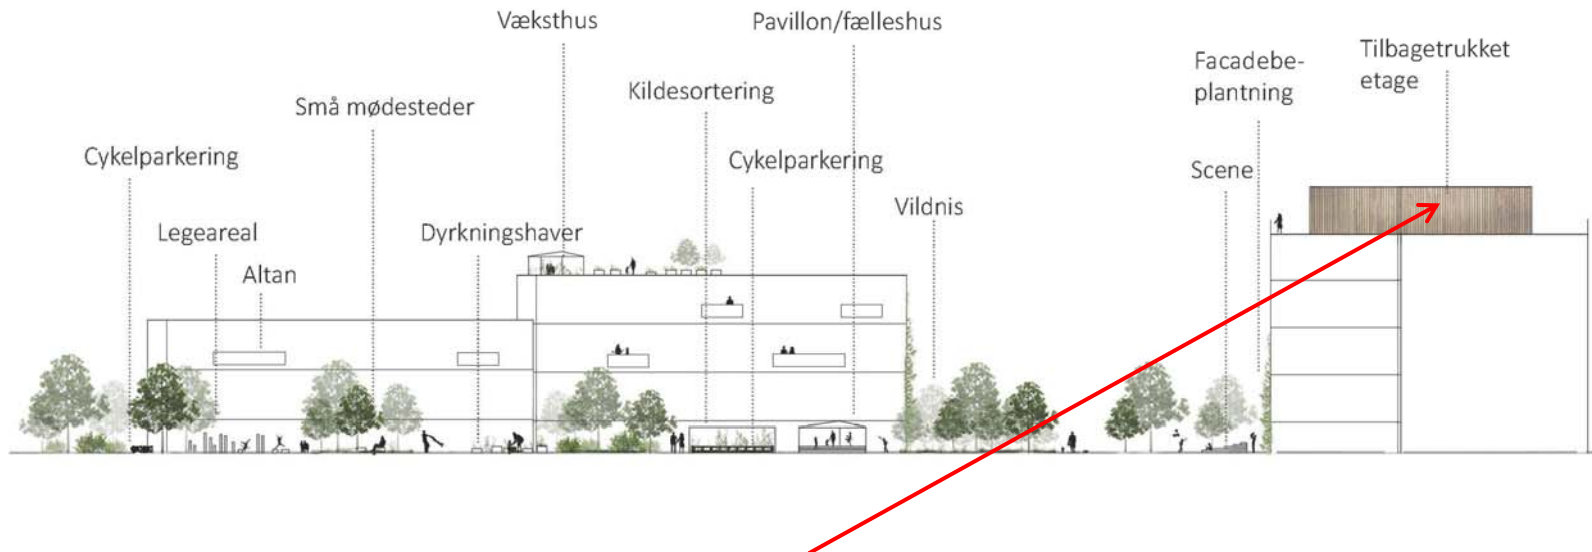 Væksthus
Pavillon/fælleshus
Facadebe-
plantning
Tilbagetrukket
etage
Små mødesteder
Kildesortering
Cykelparkering
Cykelparkering
Scene
Legeareal
Dyrkningshaver
Vildnis
Altan